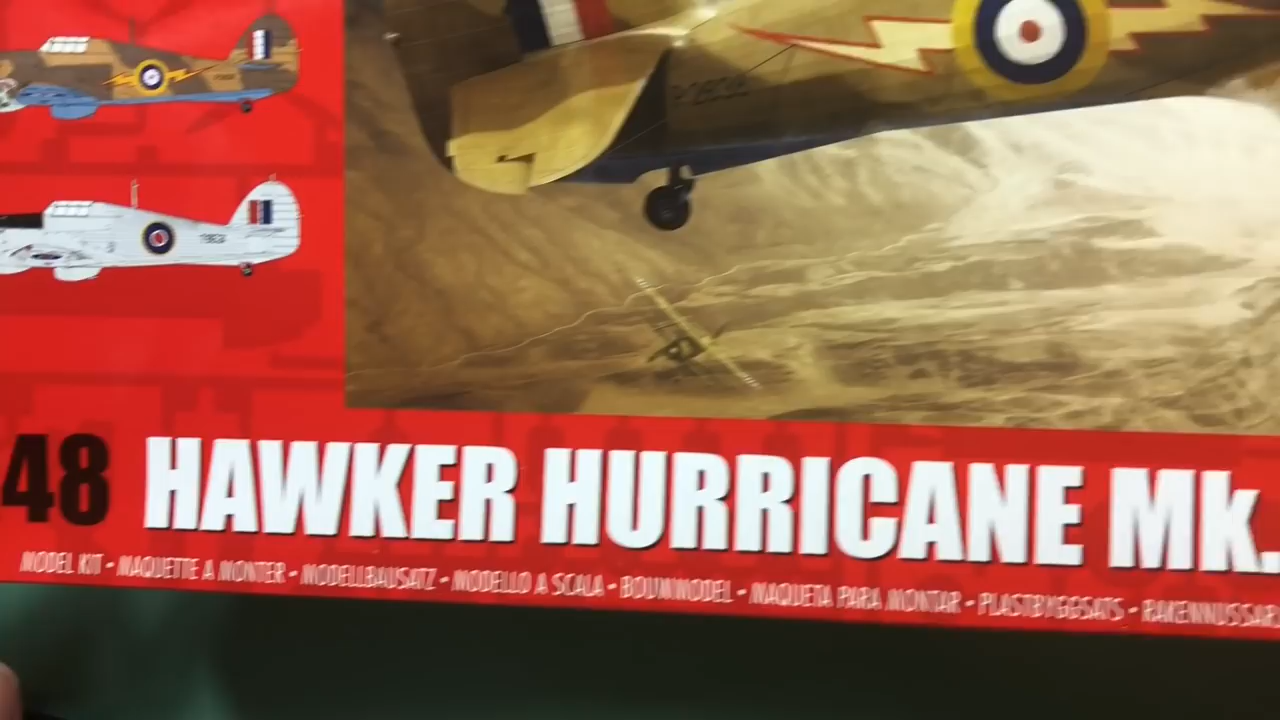 48 HAWKER HURRICANE Mk.
MODEL KIT • MAQUETTE A MONTER • MODELLBAUSATZ • MODELLO A SCALA • BOUWMODEL • MAQUETA PARA MONTAR • PLASTBYGGSATS •